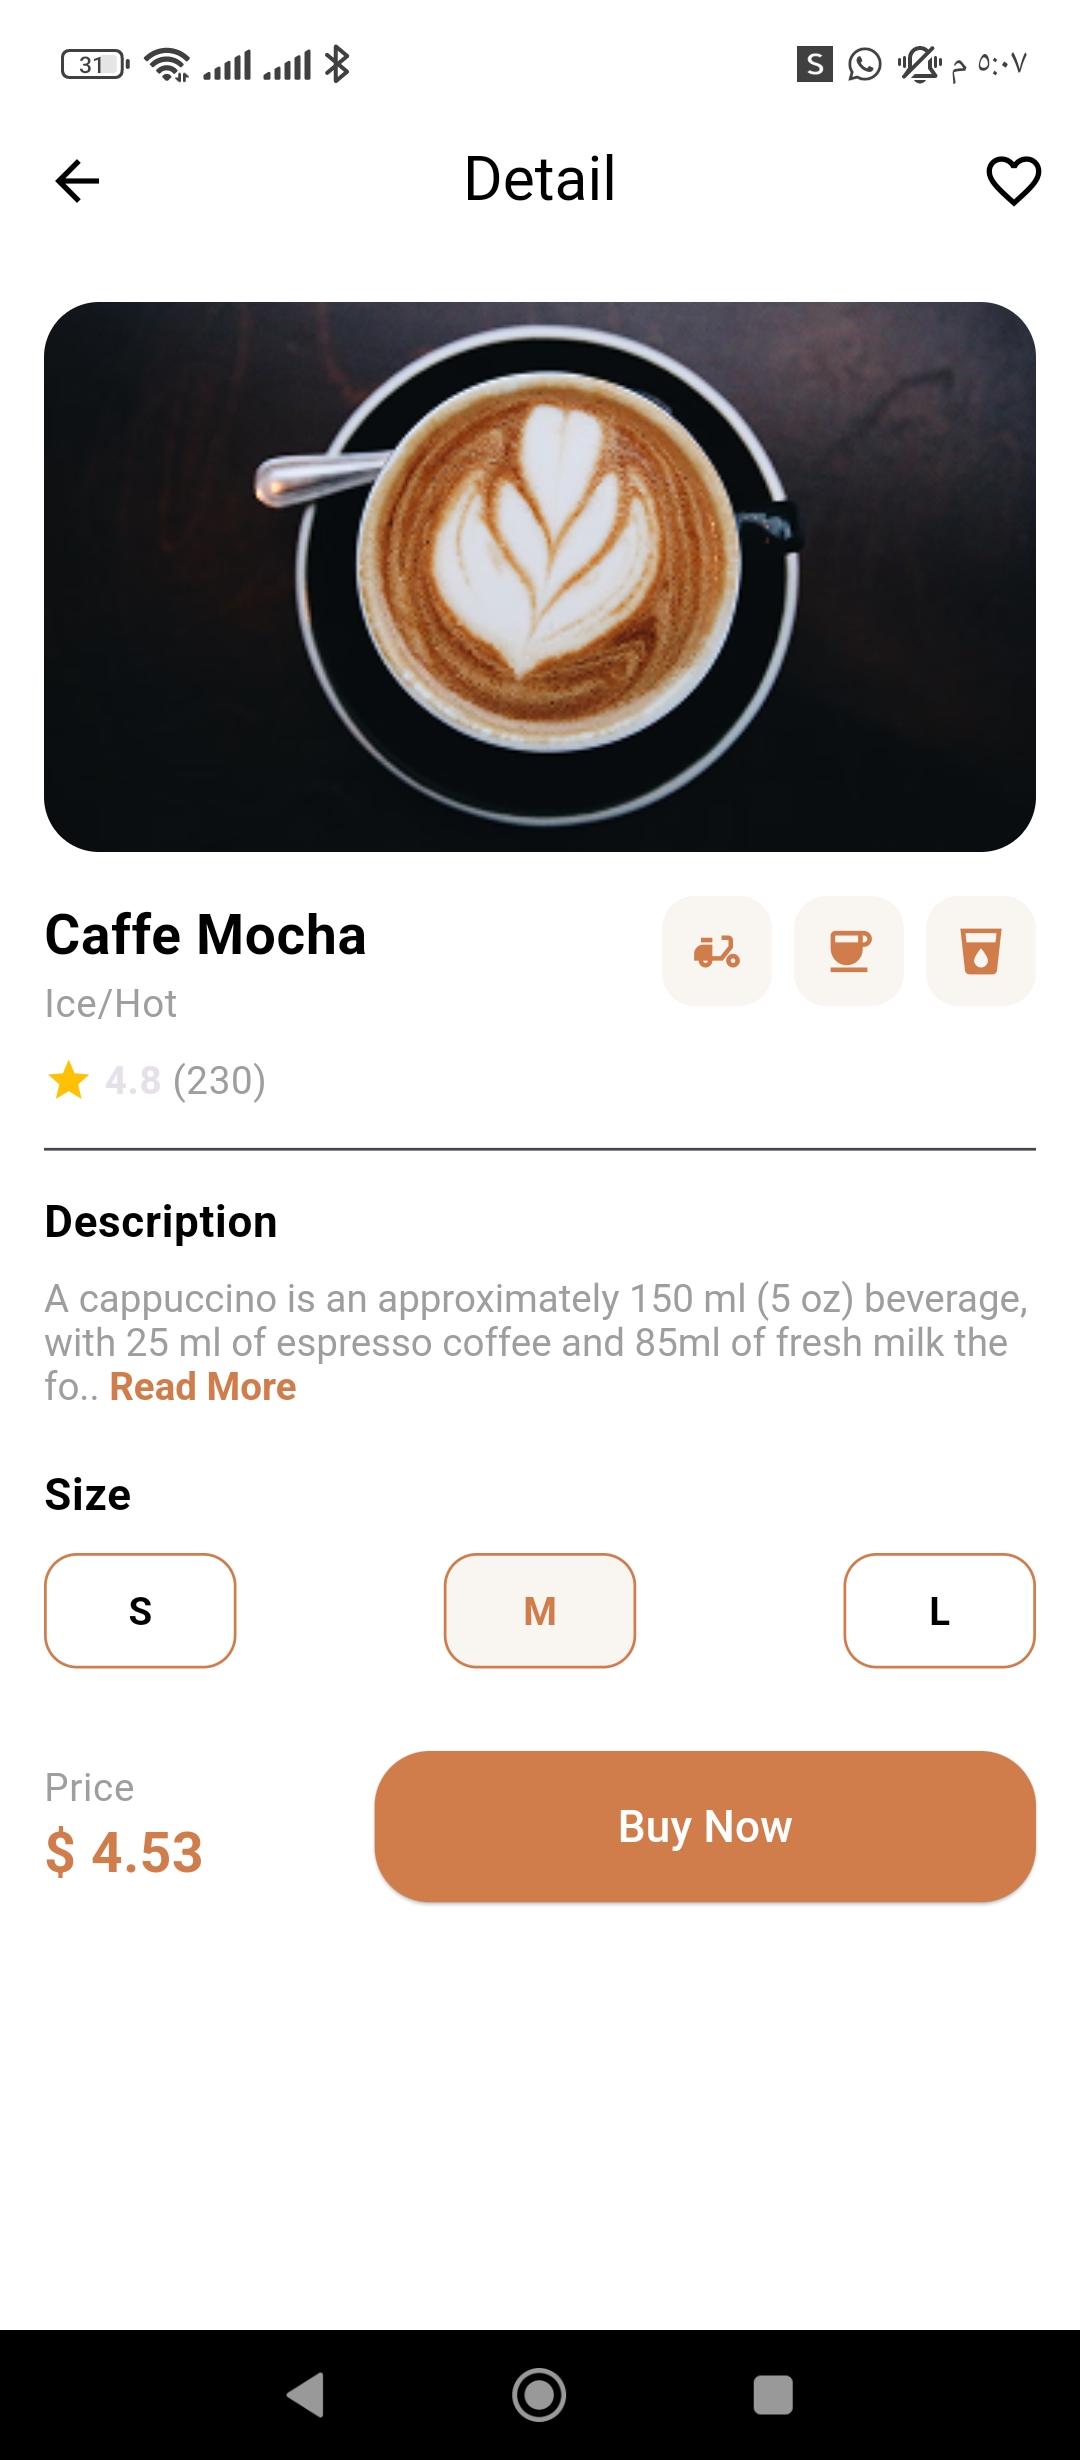 31 S م ٥:٠٧
Detail
Caffe Mocha
Ice/Hot
4.8 (230)
Description
A cappuccino is an approximately 150 ml (5 oz) beverage,
with 25 ml of espresso coffee and 85ml of fresh milk the
fo.. Read More
Size
S M L
Price
$ 4.53
Buy Now